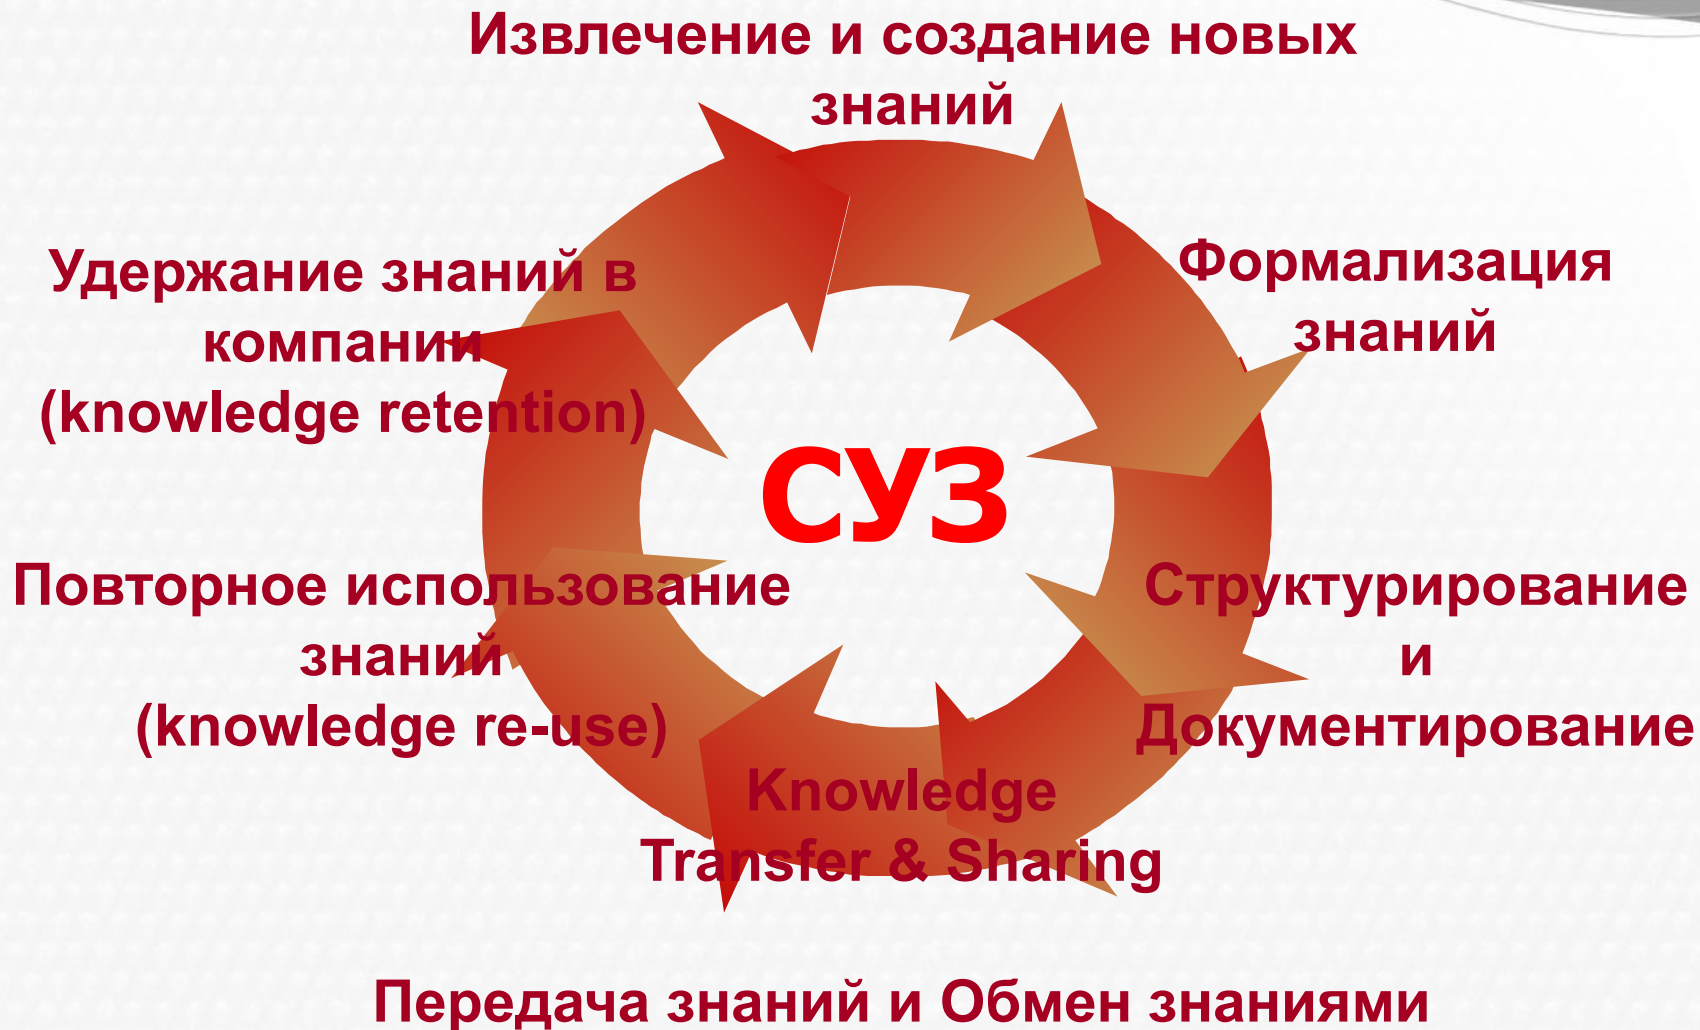 Извлечение и создание новых
знаний
Формализация
знаний
Структурирование
и
Документирование
Knowledge
Transfer & Sharing
Передача знаний и Обмен знаниями
Повторное использование
знаний
(knowledge re-use)
Удержание знаний в
компании
(knowledge retention)
СУЗ